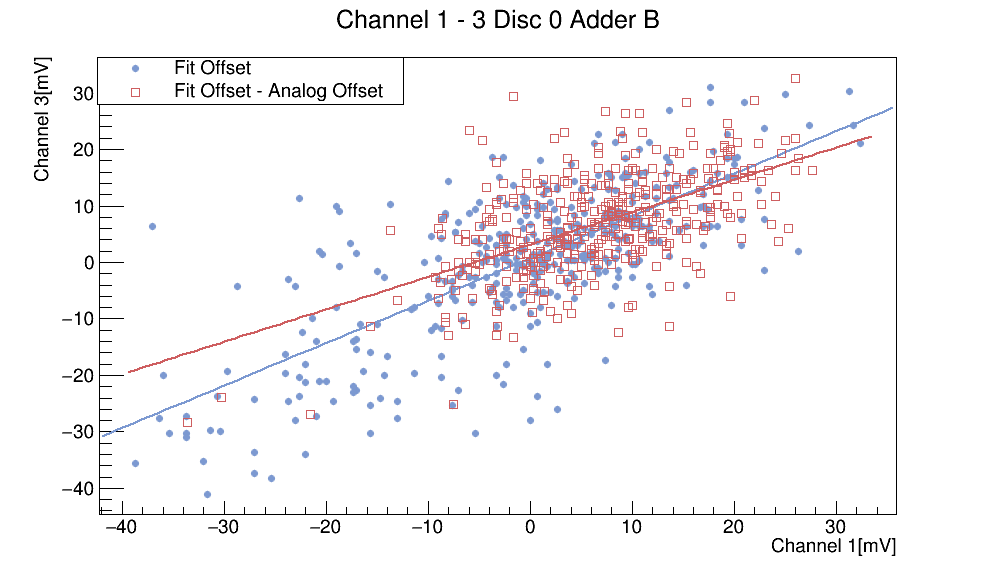 Channel 1 - 3 Disc 0 Adder B
Channel 3[mV]
Fit Offset
Fit Offset - Analog Offset
30
20
10
0
−10
−20
−30
−40
−40 −30 −20 −10 0 10 20 30
Channel 1[mV]